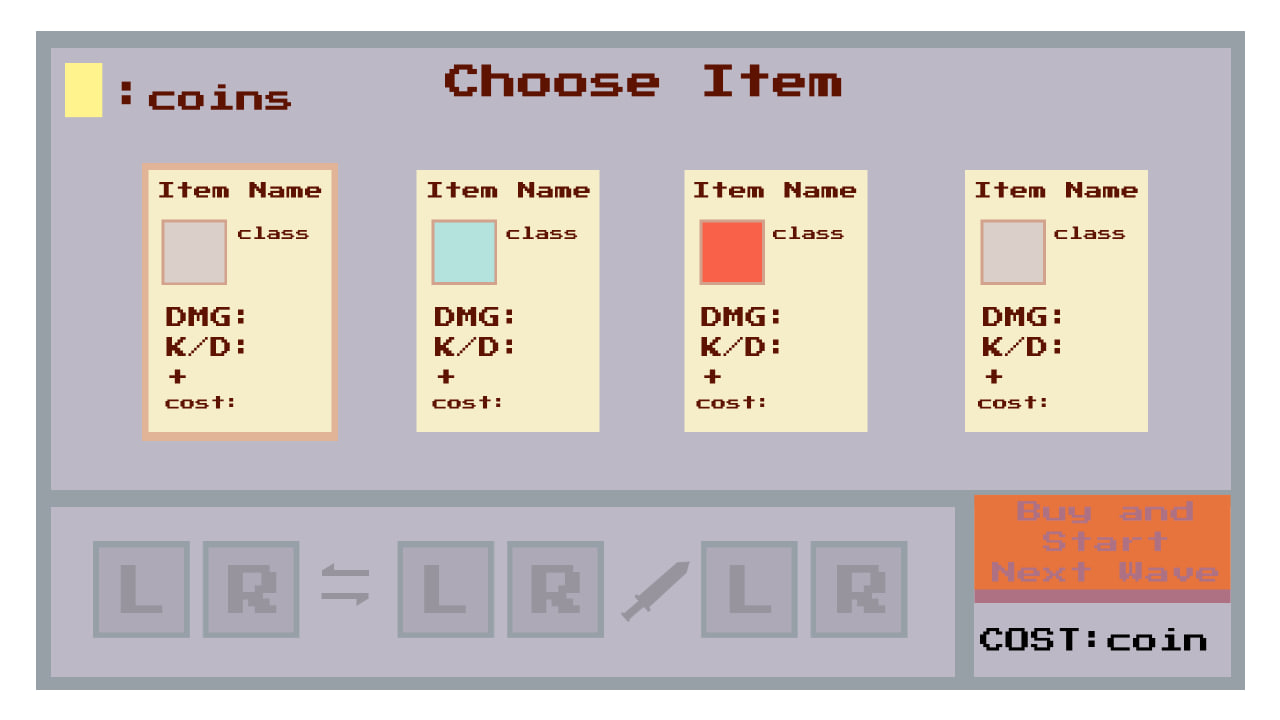 :coins
Choose Item
Item Name
class
DMG:
K/D:
+
cost:
Item Name
class
DMG:
K/D:
+
cost:
Item Name
class
DMG:
K/D:
+
cost:
Item Name
class
DMG:
K/D:
+
cost:
L R L R L R
Buy and
Start
Next Wave
COST:coin